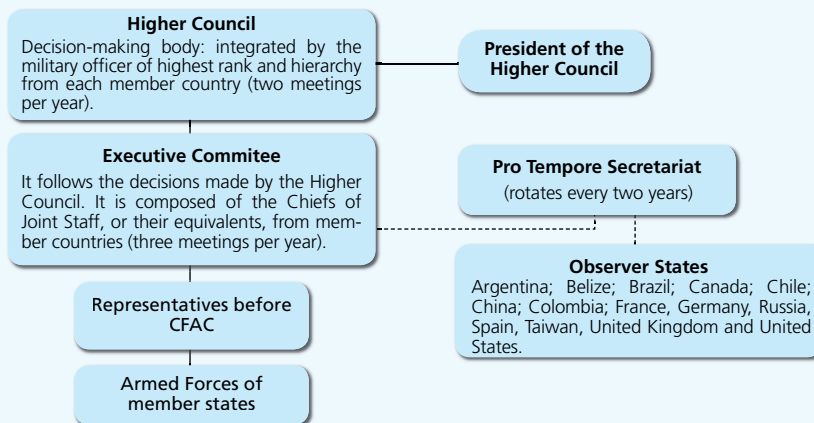 Higher Council
Decision-making body: integrated by the
military officer of highest rank and hierarchy
from each member country (two meetings
per year).
President of the
Higher Council
Executive Commitee
It follows the decisions made by the Higher
Council. It is composed of the Chiefs of
Joint Staff, or their equivalents, from mem-
ber countries (three meetings per year).
Pro Tempore Secretariat
(rotates every two years)
Observer States
Argentina; Belize; Brazil; Canada; Chile;
China; Colombia; France, Germany, Russia,
Spain, Taiwan, United Kingdom and United
States.
Representatives before
CFAC
Armed Forces of
member states